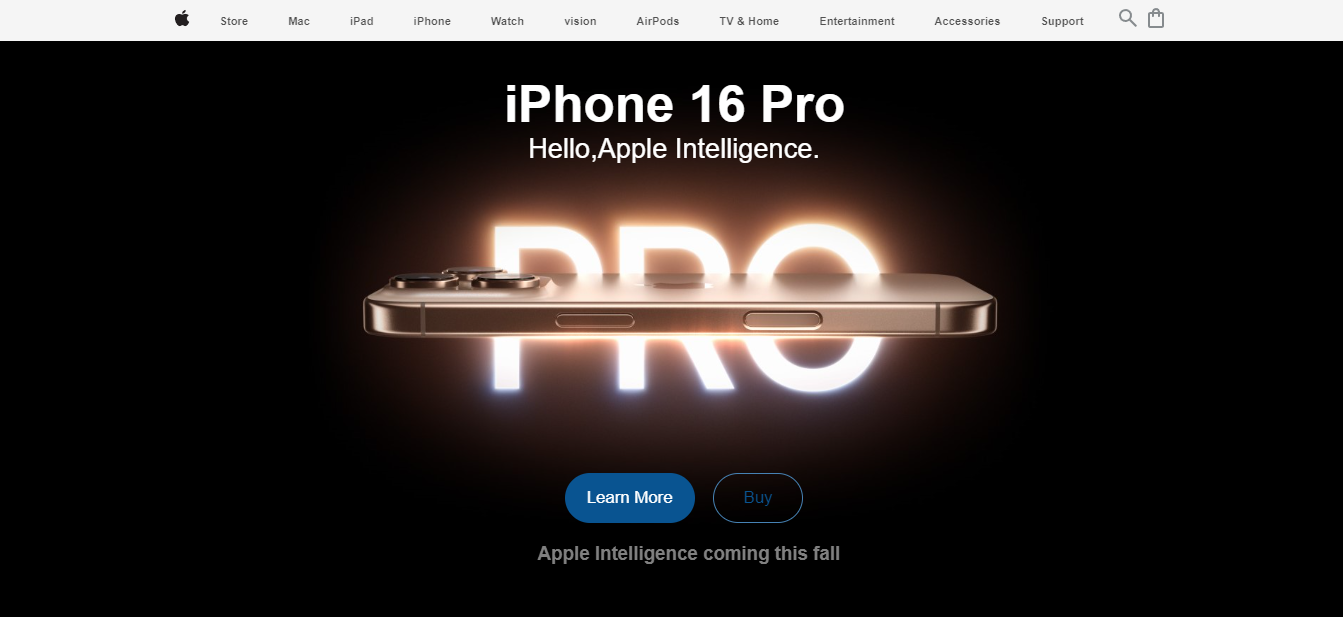 Store Mac iPad iPhone Watch vision AirPods TV & Home Entertainment Accessories Support
iPhone 16 Pro
Hello,Apple Intelligence.
PRO
Learn More Buy
Apple Intelligence coming this fall